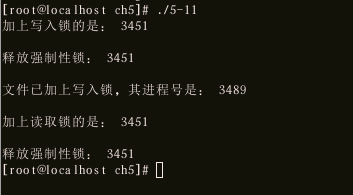 [root@localhost ch5]# ./5-11
加上写入锁的是： 3451
释放强制性锁： 3451
文件已加上写入锁，其进程号是： 3489
加上读取锁的是： 3451
释放强制性锁： 3451
[root@localhost ch5]#